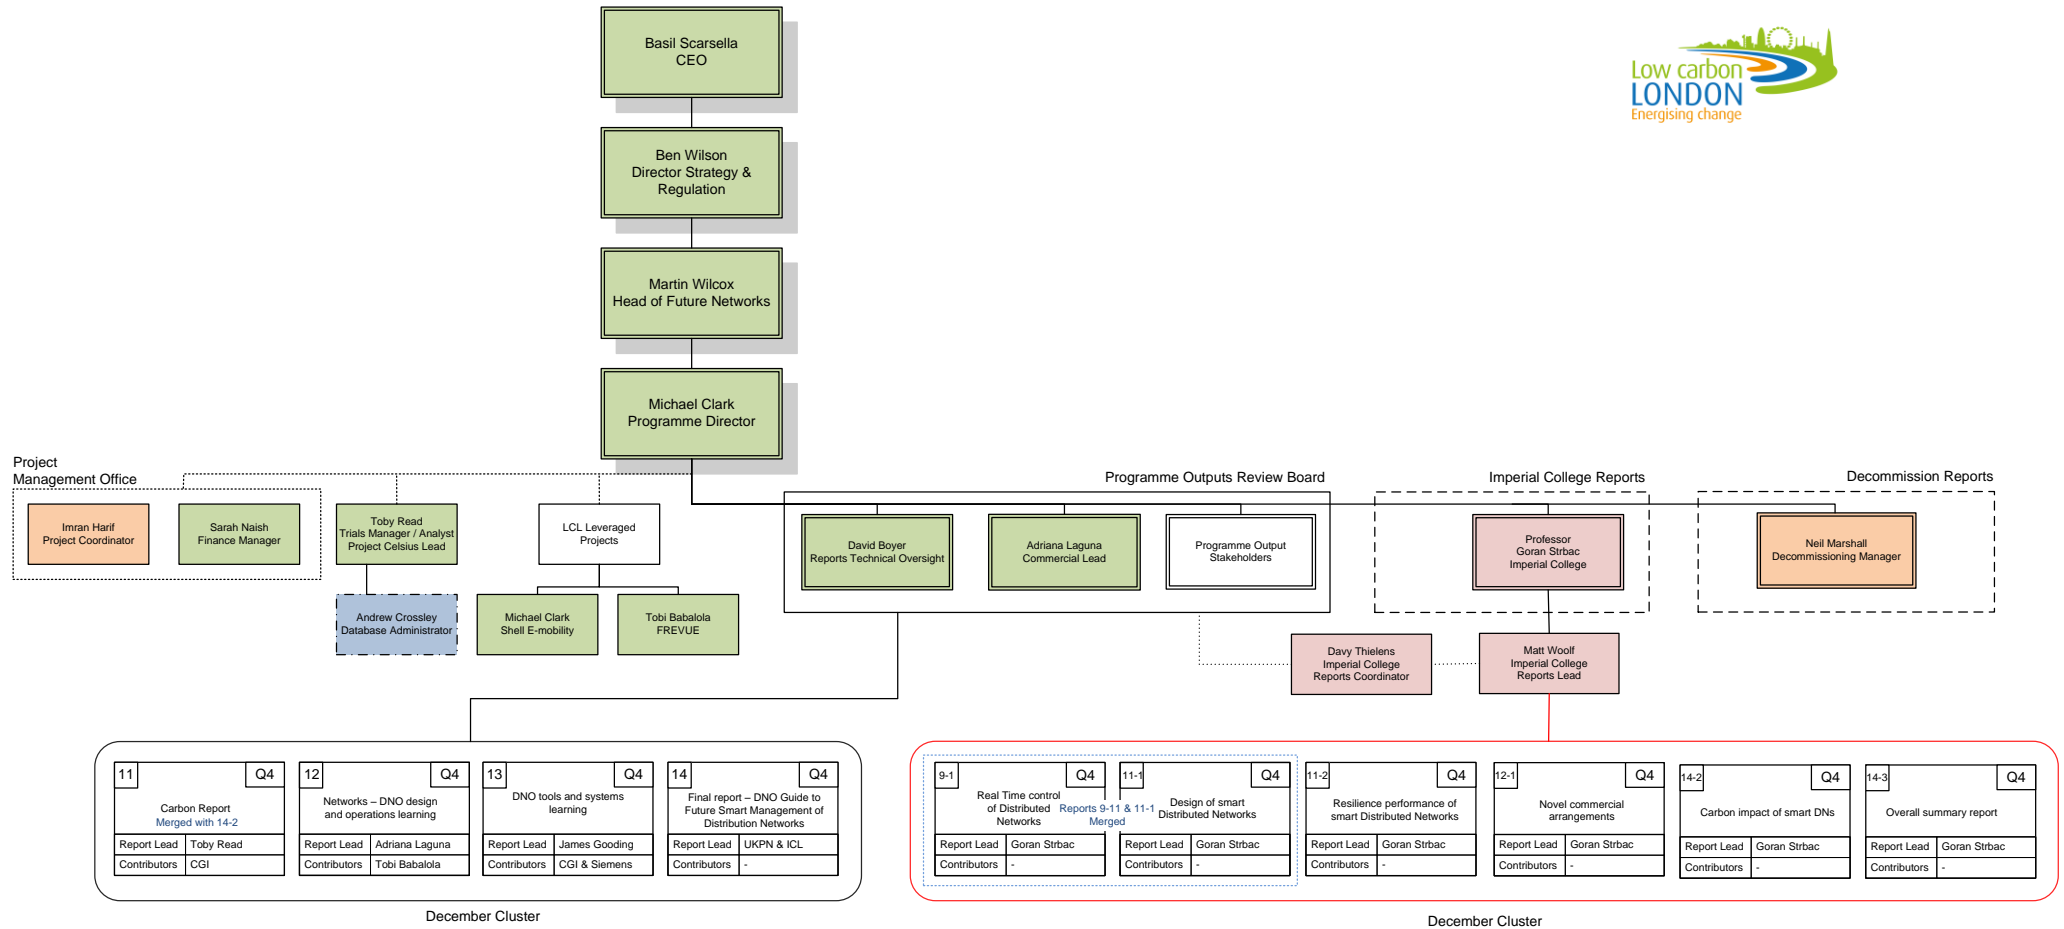 Basil Scarsella
CEO
Low carbon
LONDON
Energising change
Ben Wilson
Director Strategy &
Regulation
Martin Wilcox
Head of Future Networks
Michael Clark
Programme Director
Project
Management Office
Imran Harif
Project Coordinator
Sarah Naish
Finance Manager
Toby Read
Trials Manager / Analyst
Project Celsius Lead
Andrew Crossley
Database Administrator
LCL Leveraged
Projects
Michael Clark
Shell E-mobility
Tobi Babalola
FREVUE
Programme Outputs Review Board
David Boyer
Reports Technical Oversight
Adriana Laguna
Commercial Lead
Programme Output
Stakeholders
Imperial College Reports
Professor
Goran Strbac
Imperial College
Decommission Reports
Neil Marshall
Decommissioning Manager
Davy Thielens
Imperial College
Reports Coordinator
Matt Woolf
Imperial College
Reports Lead
11 Q4
Carbon Report
Merged with 14-2
Report Lead Toby Read
Contributors CGI
12 Q4
Networks – DNO design
and operations learning
Report Lead Adriana Laguna
Contributors Tobi Babalola
13 Q4
DNO tools and systems
learning
Report Lead James Gooding
Contributors CGI & Siemens
14 Q4
Final report – DNO Guide to
Future Smart Management of
Distribution Networks
Report Lead UKPN & ICL
Contributors -
December Cluster
9-1 Q4
Real Time control
of Distributed
Networks
Report Lead Goran Strbac
Contributors -
Reports 9-11 & 11-1
Merged
11-1 Q4
Design of smart
Distributed Networks
Report Lead Goran Strbac
Contributors -
11-2 Q4
Resilience performance of
smart Distributed Networks
Report Lead Goran Strbac
Contributors -
12-1 Q4
Novel commercial
arrangements
Report Lead Goran Strbac
Contributors -
14-2 Q4
Carbon impact of smart DNs
Report Lead Goran Strbac
Contributors -
14-3 Q4
Overall summary report
Report Lead Goran Strbac
Contributors -
December Cluster